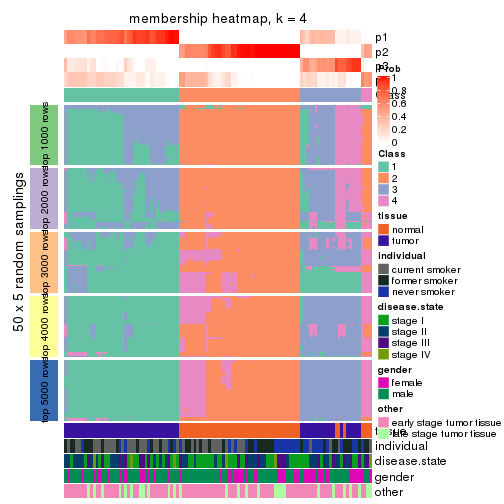 membership heatmap, k = 4
p1
p2
p3
Prob
1
0.8
0.6
0.4
0.2
0
Class
1
2
3
4
tissue
normal
tumor
individual
current smoker
former smoker
never smoker
disease.state
stage I
stage II
stage III
stage IV
gender
female
male
other
early stage tumor tissue
late stage tumor tissue
50 x 5 random samplings
top 1000 rows
top 2000 rows
top 3000 rows
top 4000 rows
top 5000 rows
individual
disease.state
gender
other